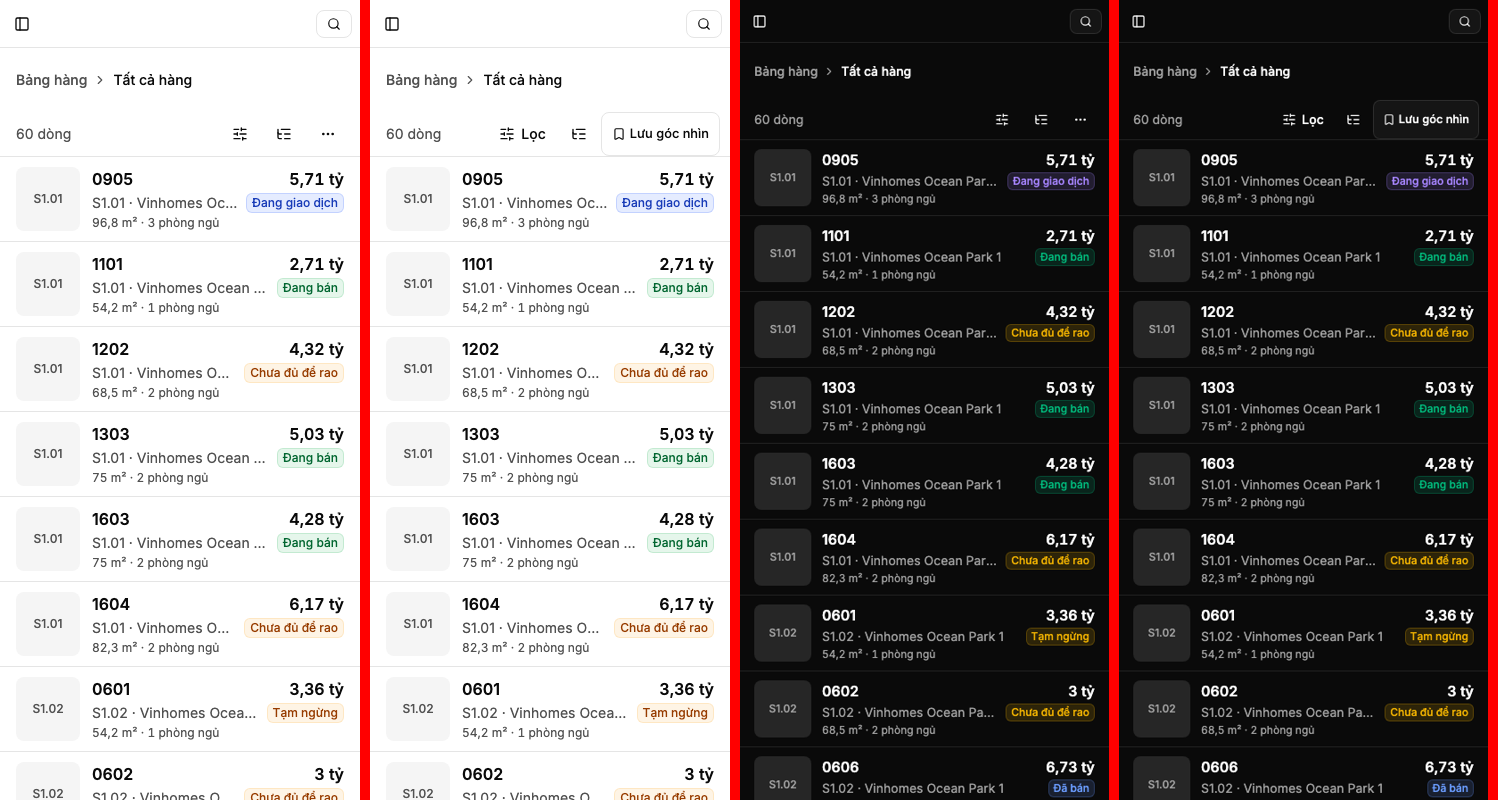 Bảng hàng > Tất cả hàng
60 dòng
S1.01
0905
5,71 tỷ
S1.01 · Vinhomes Oc...
Đang giao dịch
96,8 m² · 3 phòng ngủ
S1.01
1101
2,71 tỷ
S1.01 · Vinhomes Ocean ...
Đang bán
54,2 m² · 1 phòng ngủ
S1.01
1202
4,32 tỷ
S1.01 · Vinhomes O...
Chưa đủ để rao
68,5 m² · 2 phòng ngủ
S1.01
1303
5,03 tỷ
S1.01 · Vinhomes Ocean ...
Đang bán
75 m² · 2 phòng ngủ
S1.01
1603
4,28 tỷ
S1.01 · Vinhomes Ocean ...
Đang bán
75 m² · 2 phòng ngủ
S1.01
1604
6,17 tỷ
S1.01 · Vinhomes O...
Chưa đủ để rao
82,3 m² · 2 phòng ngủ
S1.02
0601
3,36 tỷ
S1.02 · Vinhomes Ocea...
Tạm ngừng
54,2 m² · 1 phòng ngủ
S1.02
0602
3 tỷ
S1.02 · Vinhomes O...
Chưa đủ để rao
Bảng hàng > Tất cả hàng
60 dòng
Lọc
Lưu góc nhìn
S1.01
0905
5,71 tỷ
S1.01 · Vinhomes Oc...
Đang giao dịch
96,8 m² · 3 phòng ngủ
S1.01
1101
2,71 tỷ
S1.01 · Vinhomes Ocean ...
Đang bán
54,2 m² · 1 phòng ngủ
S1.01
1202
4,32 tỷ
S1.01 · Vinhomes O...
Chưa đủ để rao
68,5 m² · 2 phòng ngủ
S1.01
1303
5,03 tỷ
S1.01 · Vinhomes Ocean ...
Đang bán
75 m² · 2 phòng ngủ
S1.01
1603
4,28 tỷ
S1.01 · Vinhomes Ocean ...
Đang bán
75 m² · 2 phòng ngủ
S1.01
1604
6,17 tỷ
S1.01 · Vinhomes O...
Chưa đủ để rao
82,3 m² · 2 phòng ngủ
S1.02
0601
3,36 tỷ
S1.02 · Vinhomes Ocea...
Tạm ngừng
54,2 m² · 1 phòng ngủ
S1.02
0602
3 tỷ
S1.02 · Vinhomes O...
Chưa đủ để rao
Bảng hàng > Tất cả hàng
60 dòng
S1.01
0905
5,71 tỷ
S1.01 · Vinhomes Ocean Par...
Đang giao dịch
96,8 m² · 3 phòng ngủ
S1.01
1101
2,71 tỷ
S1.01 · Vinhomes Ocean Park 1
Đang bán
54,2 m² · 1 phòng ngủ
S1.01
1202
4,32 tỷ
S1.01 · Vinhomes Ocean Par...
Chưa đủ để rao
68,5 m² · 2 phòng ngủ
S1.01
1303
5,03 tỷ
S1.01 · Vinhomes Ocean Park 1
Đang bán
75 m² · 2 phòng ngủ
S1.01
1603
4,28 tỷ
S1.01 · Vinhomes Ocean Park 1
Đang bán
75 m² · 2 phòng ngủ
S1.01
1604
6,17 tỷ
S1.01 · Vinhomes Ocean Par...
Chưa đủ để rao
82,3 m² · 2 phòng ngủ
S1.02
0601
3,36 tỷ
S1.02 · Vinhomes Ocean Park 1
Tạm ngừng
54,2 m² · 1 phòng ngủ
S1.02
0602
3 tỷ
S1.02 · Vinhomes Ocean Pa...
Chưa đủ để rao
68,5 m² · 2 phòng ngủ
S1.02
0606
6,73 tỷ
S1.02 · Vinhomes Ocean Park 1
Đã bán
Bảng hàng > Tất cả hàng
60 dòng
Lọc
Lưu góc nhìn
S1.01
0905
5,71 tỷ
S1.01 · Vinhomes Ocean Par...
Đang giao dịch
96,8 m² · 3 phòng ngủ
S1.01
1101
2,71 tỷ
S1.01 · Vinhomes Ocean Park 1
Đang bán
54,2 m² · 1 phòng ngủ
S1.01
1202
4,32 tỷ
S1.01 · Vinhomes Ocean Par...
Chưa đủ để rao
68,5 m² · 2 phòng ngủ
S1.01
1303
5,03 tỷ
S1.01 · Vinhomes Ocean Park 1
Đang bán
75 m² · 2 phòng ngủ
S1.01
1603
4,28 tỷ
S1.01 · Vinhomes Ocean Park 1
Đang bán
75 m² · 2 phòng ngủ
S1.01
1604
6,17 tỷ
S1.01 · Vinhomes Ocean Par...
Chưa đủ để rao
82,3 m² · 2 phòng ngủ
S1.02
0601
3,36 tỷ
S1.02 · Vinhomes Ocean Park 1
Tạm ngừng
54,2 m² · 1 phòng ngủ
S1.02
0602
3 tỷ
S1.02 · Vinhomes Ocean Pa...
Chưa đủ để rao
68,5 m² · 2 phòng ngủ
S1.02
0606
6,73 tỷ
S1.02 · Vinhomes Ocean Park 1
Đã bán